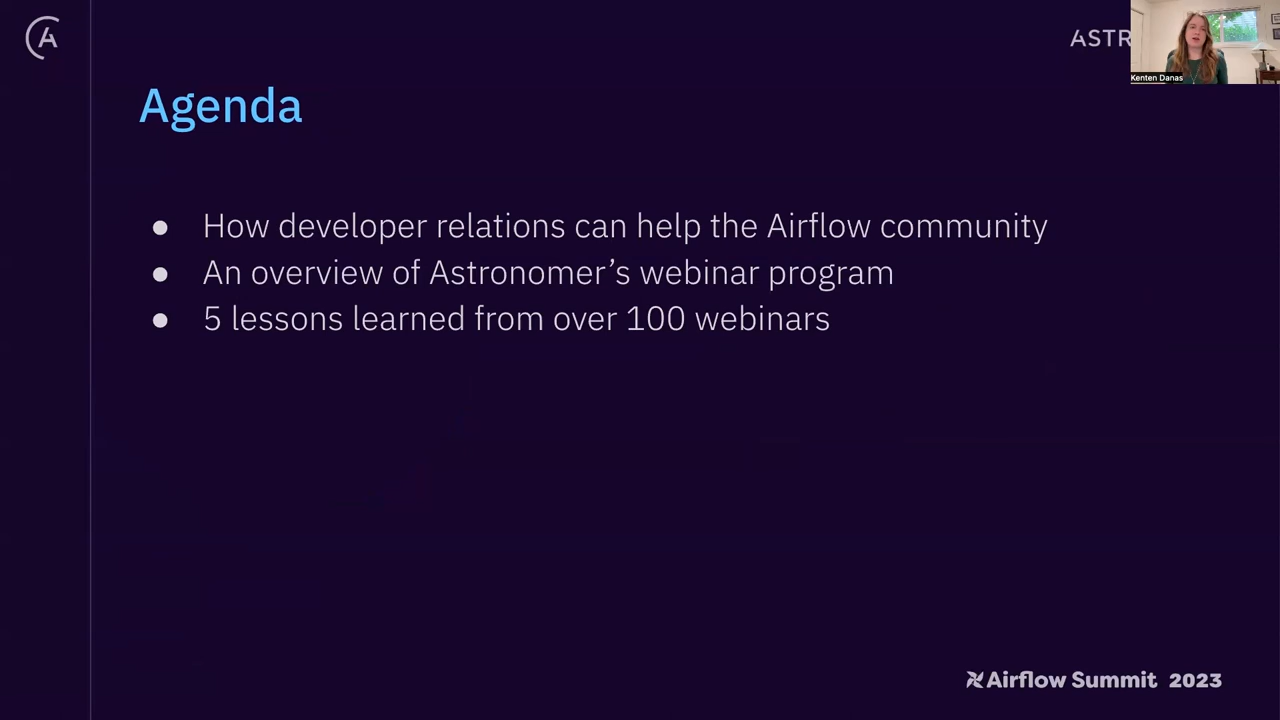 ASTR
Kenten Danas
Agenda
● How developer relations can help the Airflow community
● An overview of Astronomer’s webinar program
● 5 lessons learned from over 100 webinars
Airflow Summit 2023